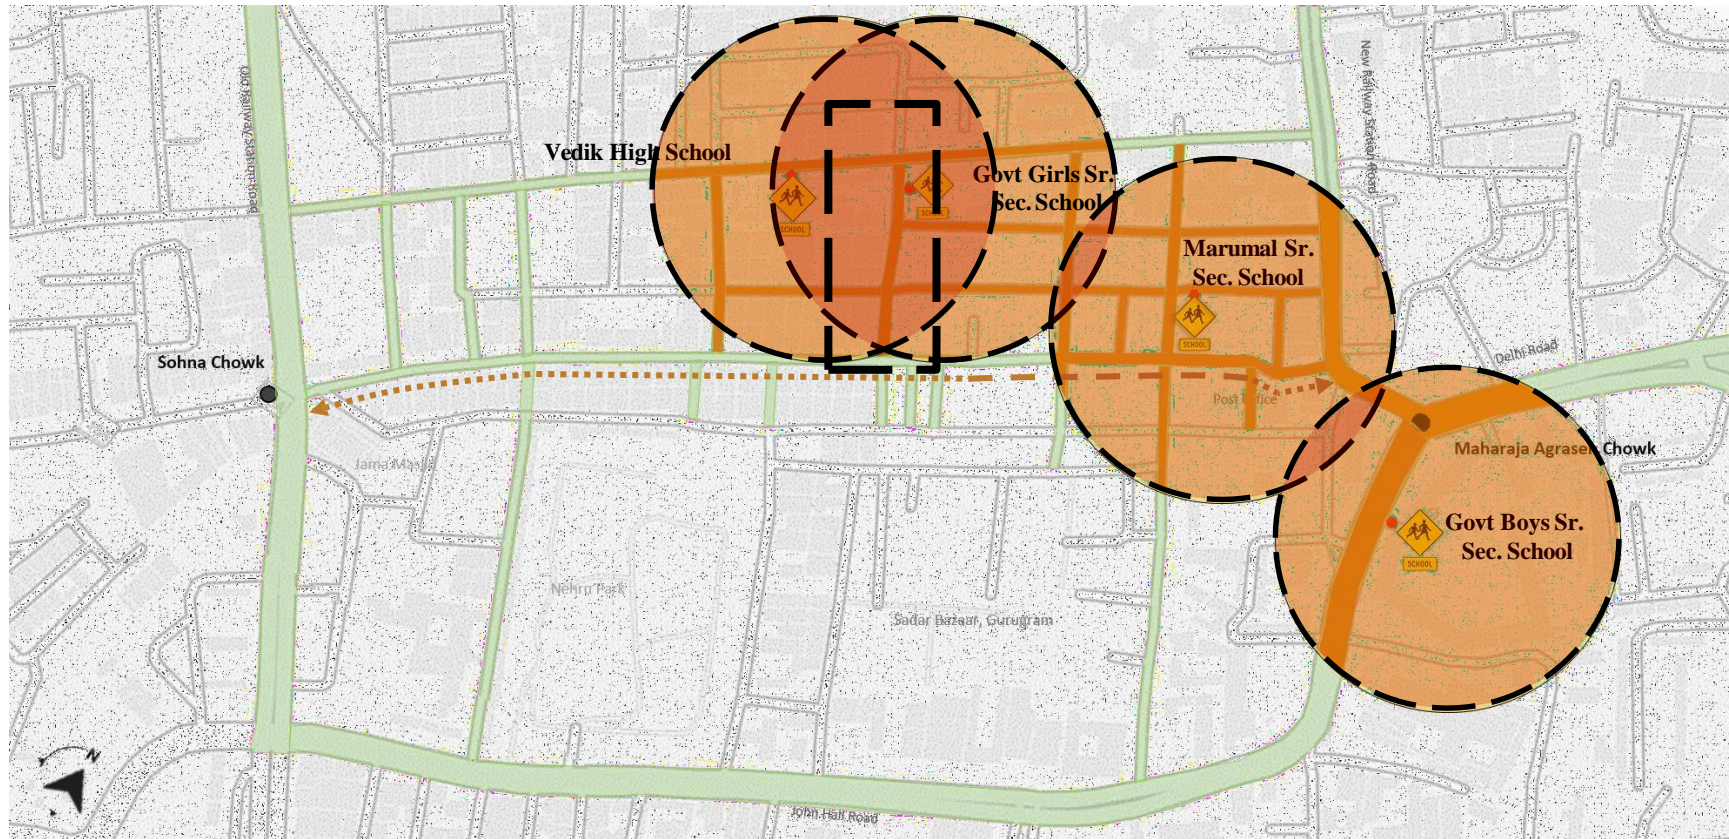 Old Railway Station Road
New Railway Station Road
Vedik High School
Govt Girls Sr.
Sec. School
SCHOOL
SCHOOL
Marumal Sr.
Sec. School
SCHOOL
Sohna Chowk
Delhi Road
Post Office
Maharaja Agrasen Chowk
Jama Masjid
Govt Boys Sr.
Sec. School
SCHOOL
Nehru Park
Sadar Bazaar, Gurugram
N
John Hall Road